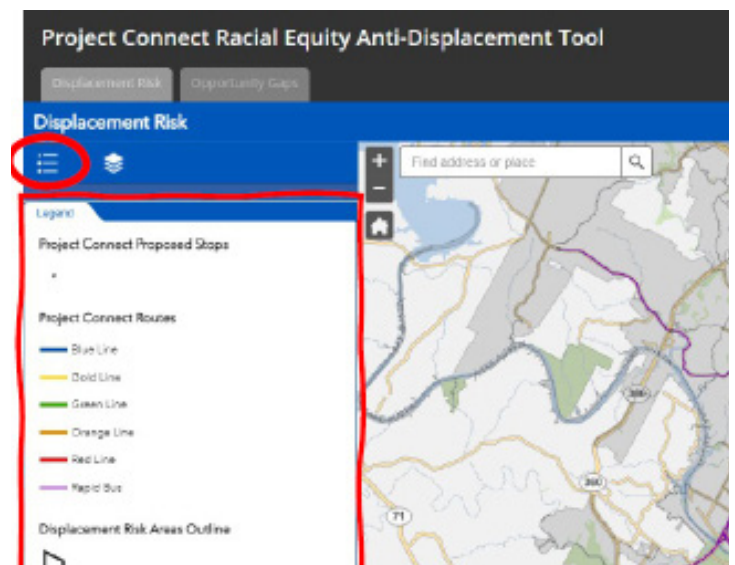 Project Connect Racial Equity Anti-Displacement Tool
Displacement Risk
Opportunity Gaps
Displacement Risk
Find address or place
Legend
Project Connect Proposed Stops
Project Connect Routes
Blue Line
Gold Line
Green Line
Orange Line
Red Line
Rapid Bus
Displacement Risk Areas Outline
360
360
71